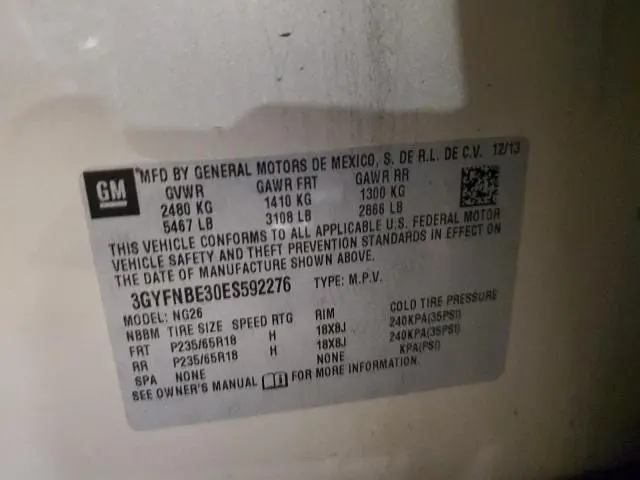 GM
*MFD BY GENERAL MOTORS DE MEXICO, S. DE R.L. DE C.V. 12/13
GVWR GAWR FRT GAWR RR
2480 KG 1410 KG 1300 KG
5467 LB 3108 LB 2866 LB
THIS VEHICLE CONFORMS TO ALL APPLICABLE U.S. FEDERAL MOTOR
VEHICLE SAFETY AND THEFT PREVENTION STANDARDS IN EFFECT ON
THE DATE OF MANUFACTURE SHOWN ABOVE.
3GYFNBE30ES592276 TYPE: M.P.V.
MODEL: NG26
NBBM TIRE SIZE SPEED RTG RIM COLD TIRE PRESSURE
FRT P235/65R18 H 18X8J 240KPA(35PSI)
RR P235/65R18 H 18X8J 240KPA(35PSI)
SPA NONE NONE KPA(PSI)
SEE OWNER'S MANUAL FOR MORE INFORMATION.